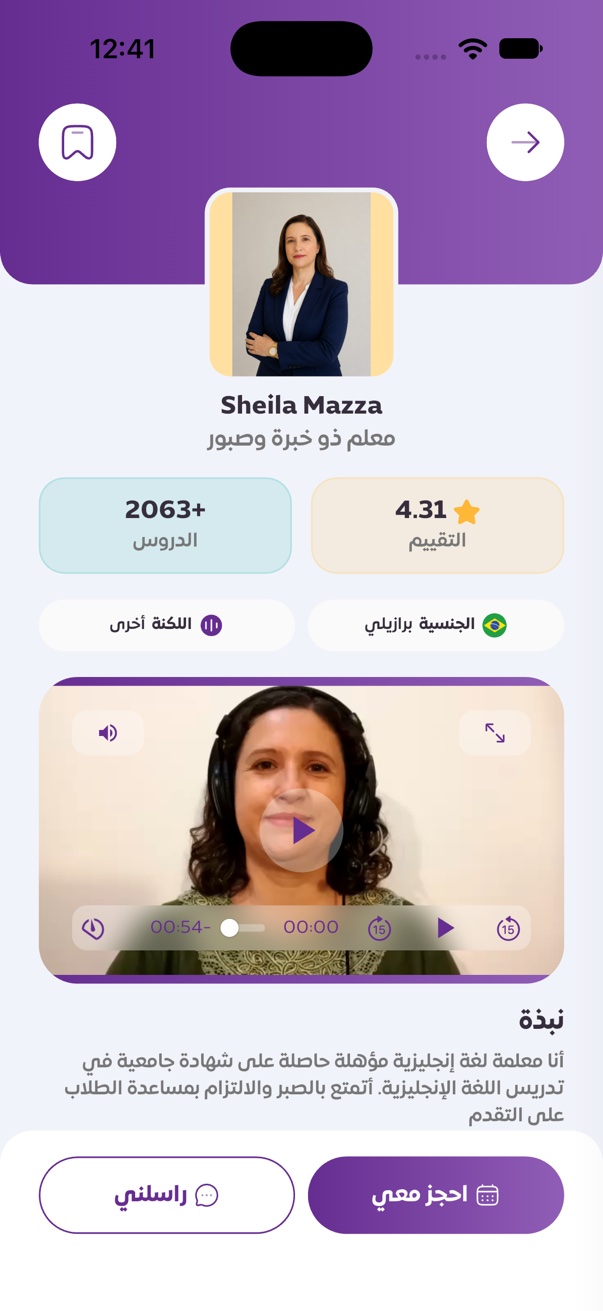 12:41
Sheila Mazza
معلم ذو خبرة وصبور
4.31
التقييم
2063+
الدروس
الجنسية برازيلي
اللكنة أخرى
15
15
00:00
00:54-
نبذة
أنا معلمة لغة إنجليزية مؤهلة حاصلة على شهادة جامعية في
تدريس اللغة الإنجليزية. أتمتع بالصبر والالتزام بمساعدة الطلاب
على التقدم
احجز معي
راسلني